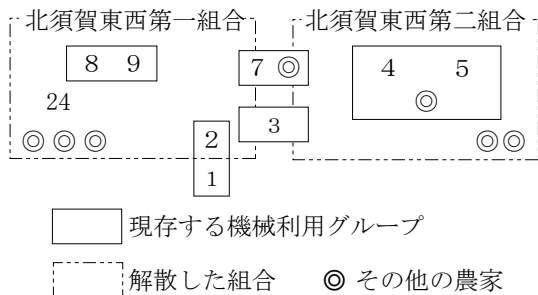 北須賀東西第一組合 北須賀東西第二組合
8 9 7 ◎ 4 5
24 ◎
◎ ◎ ◎ 2 3 ◎◎
1
現存する機械利用グループ
解散した組合 ◎ その他の農家